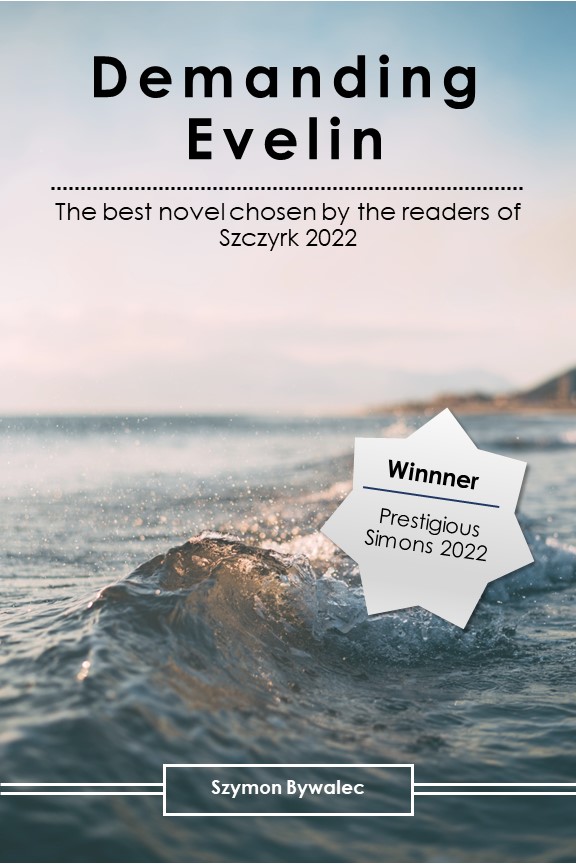 Demanding
Evelin
The best novel chosen by the readers of
Szczyrk 2022
Winnner
Prestigious
Simons 2022
Szymon Bywalec